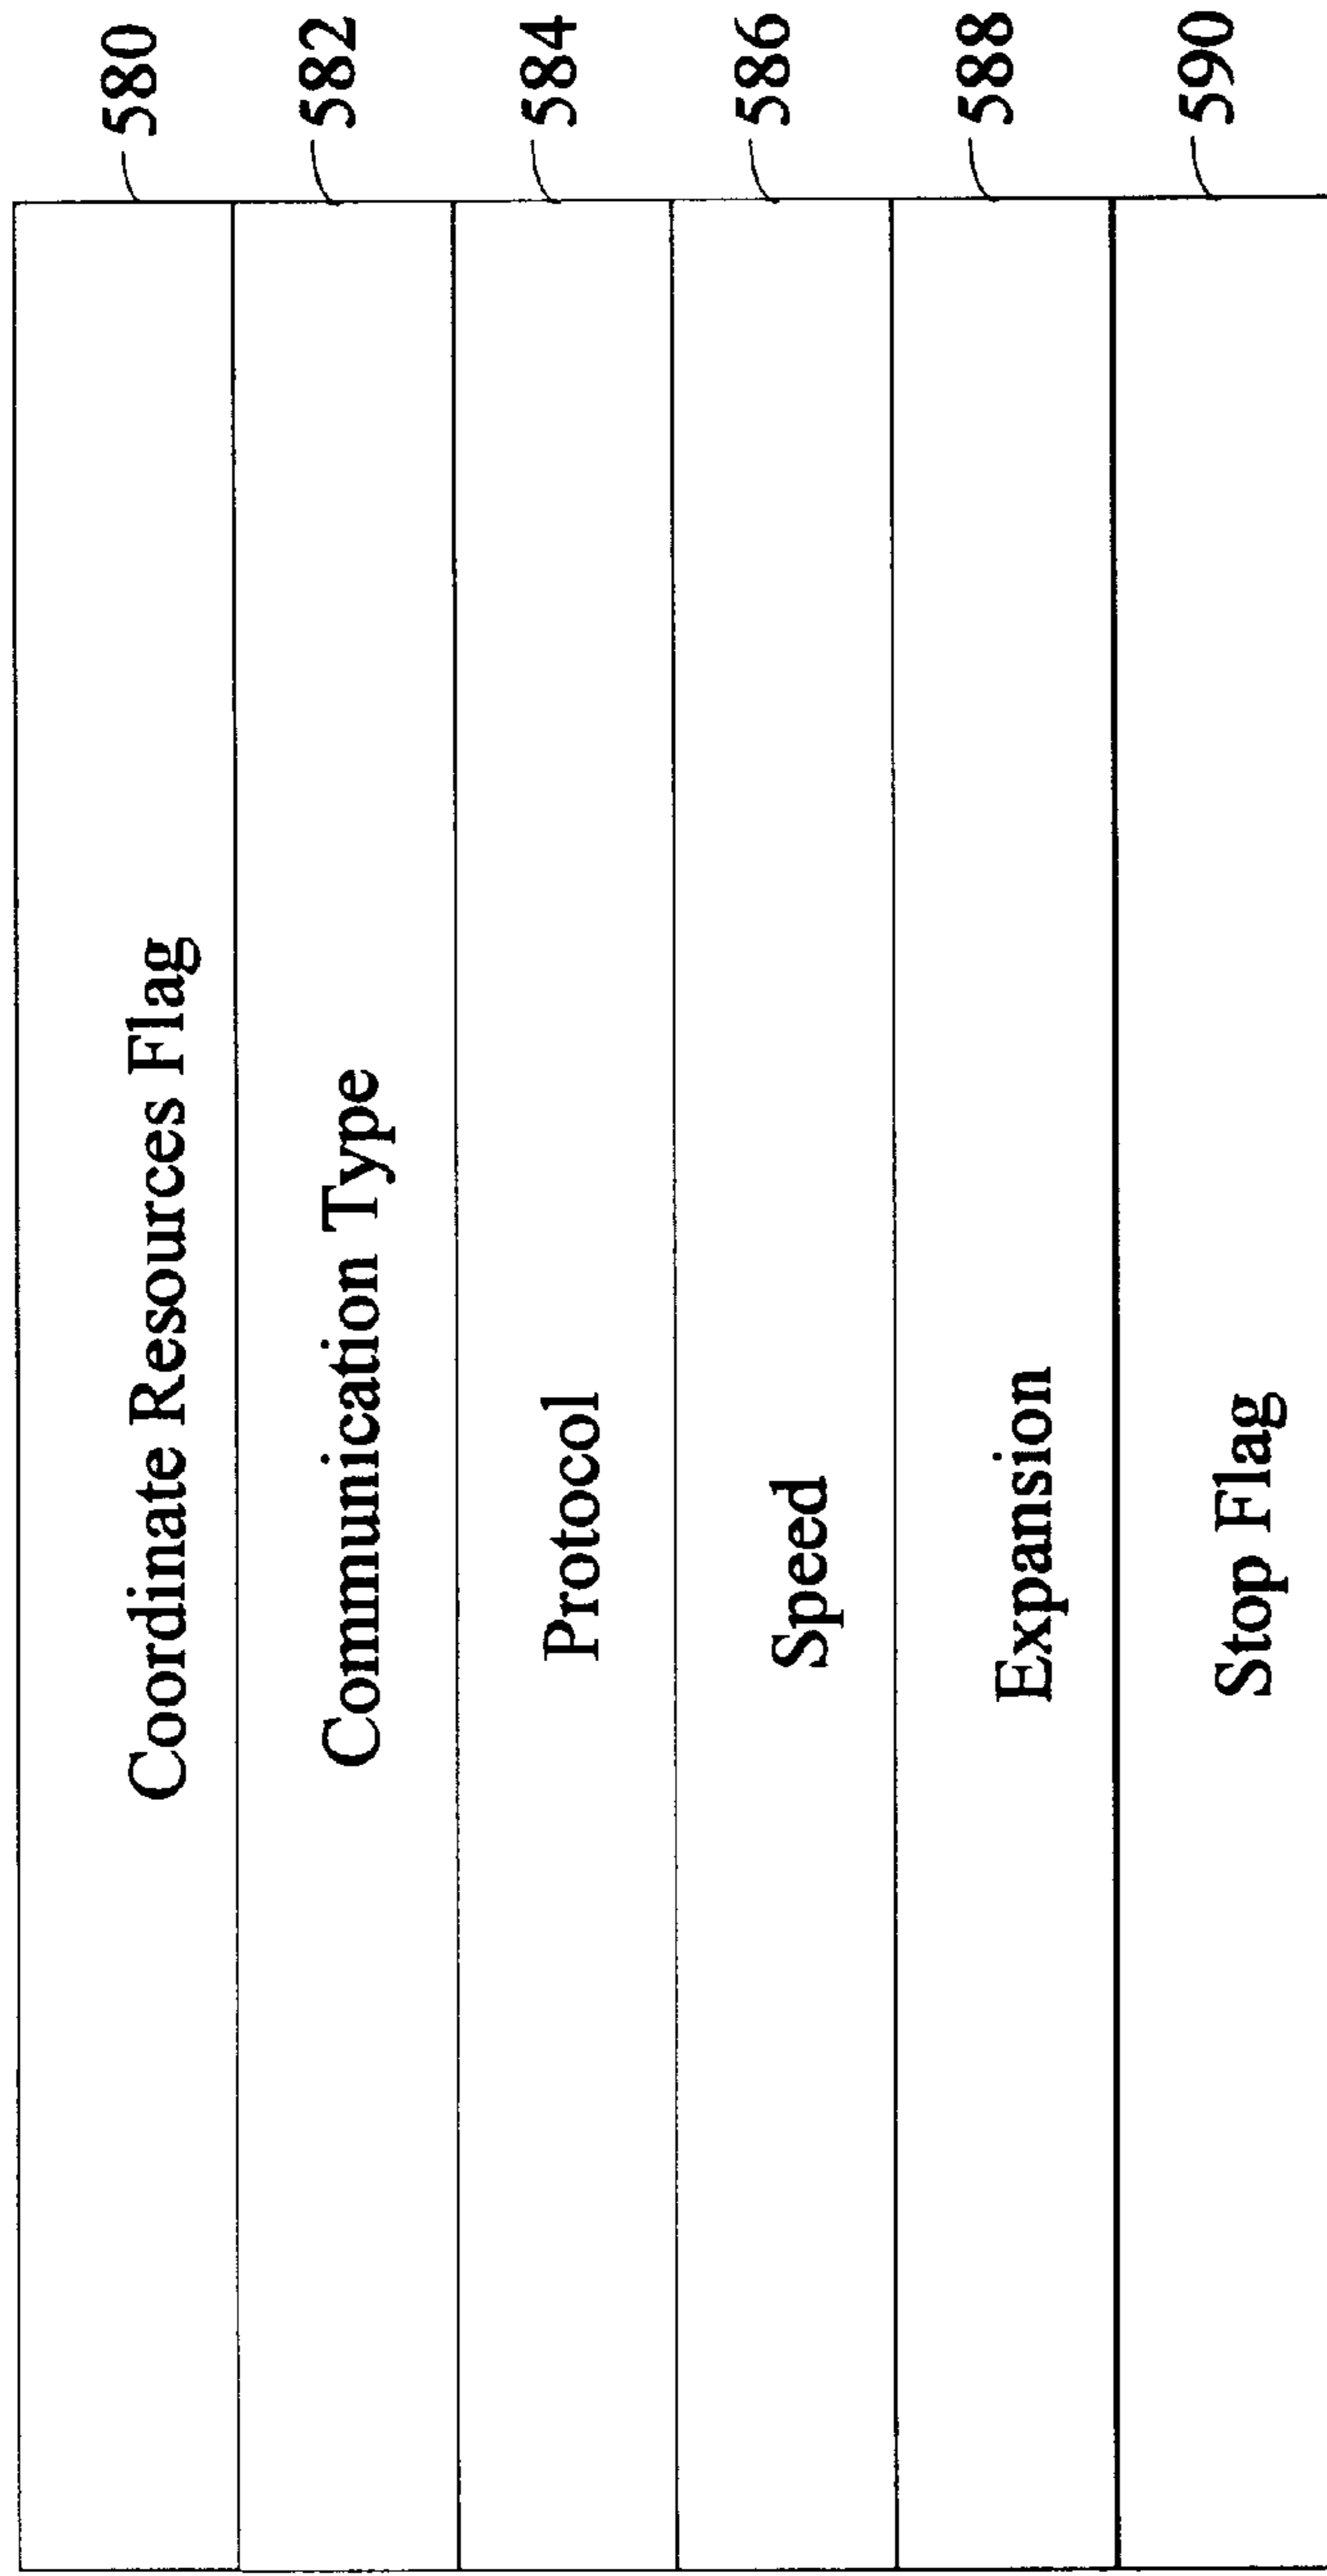 Coordinate Resources Flag 580
Communication Type 582
Protocol 584
Speed 586
Expansion 588
Stop Flag 590